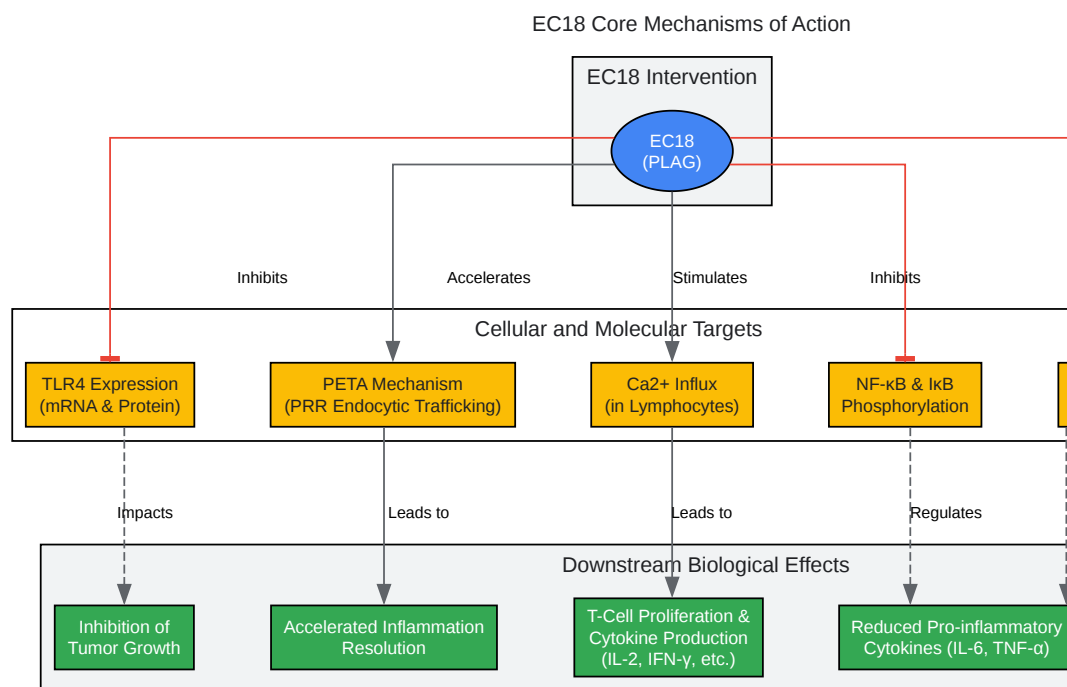 EC18 Core Mechanisms of Action
EC18 Intervention
EC18
(PLAG)
Inhibits
Accelerates
Stimulates
Inhibits
Cellular and Molecular Targets
TLR4 Expression
(mRNA & Protein)
PETA Mechanism
(PRR Endocytic Trafficking)
Ca2+ Influx
(in Lymphocytes)
NF-κB & IκB
Phosphorylation
Impacts
Leads to
Leads to
Regulates
Downstream Biological Effects
Inhibition of
Tumor Growth
Accelerated Inflammation
Resolution
T-Cell Proliferation &
Cytokine Production
(IL-2, IFN-γ, etc.)
Reduced Pro-inflammatory
Cytokines (IL-6, TNF-α)